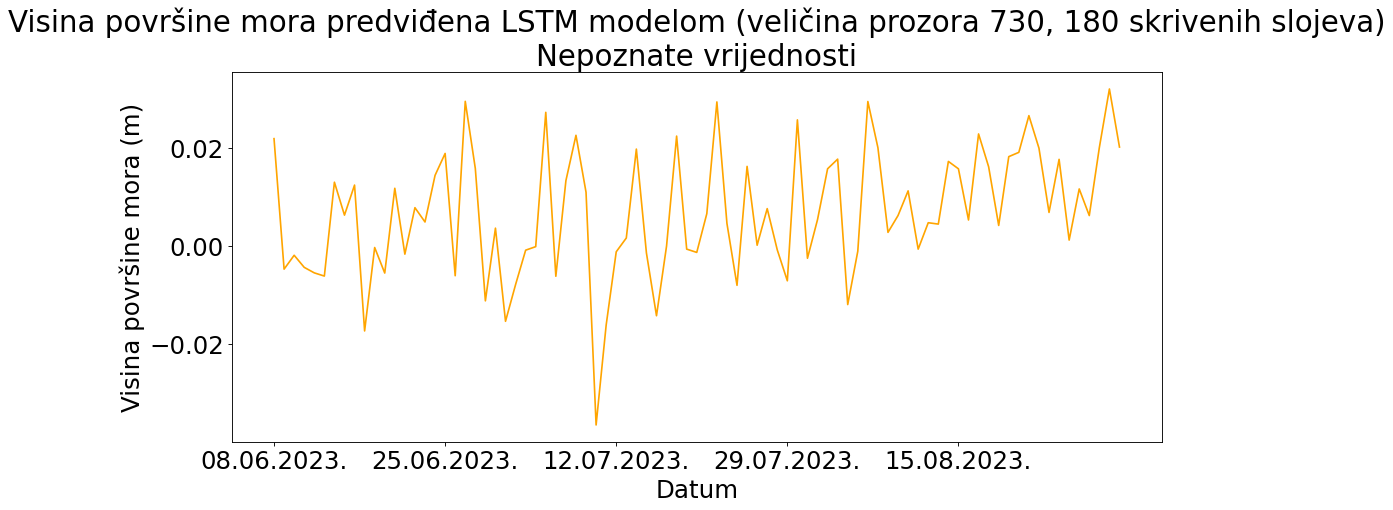 Visina površine mora predviđena LSTM modelom (veličina prozora 730, 180 skrivenih slojeva)
Nepoznate vrijednosti
Visina površine mora (m)
0.02
0.00
−0.02
08.06.2023. 25.06.2023. 12.07.2023. 29.07.2023. 15.08.2023.
Datum